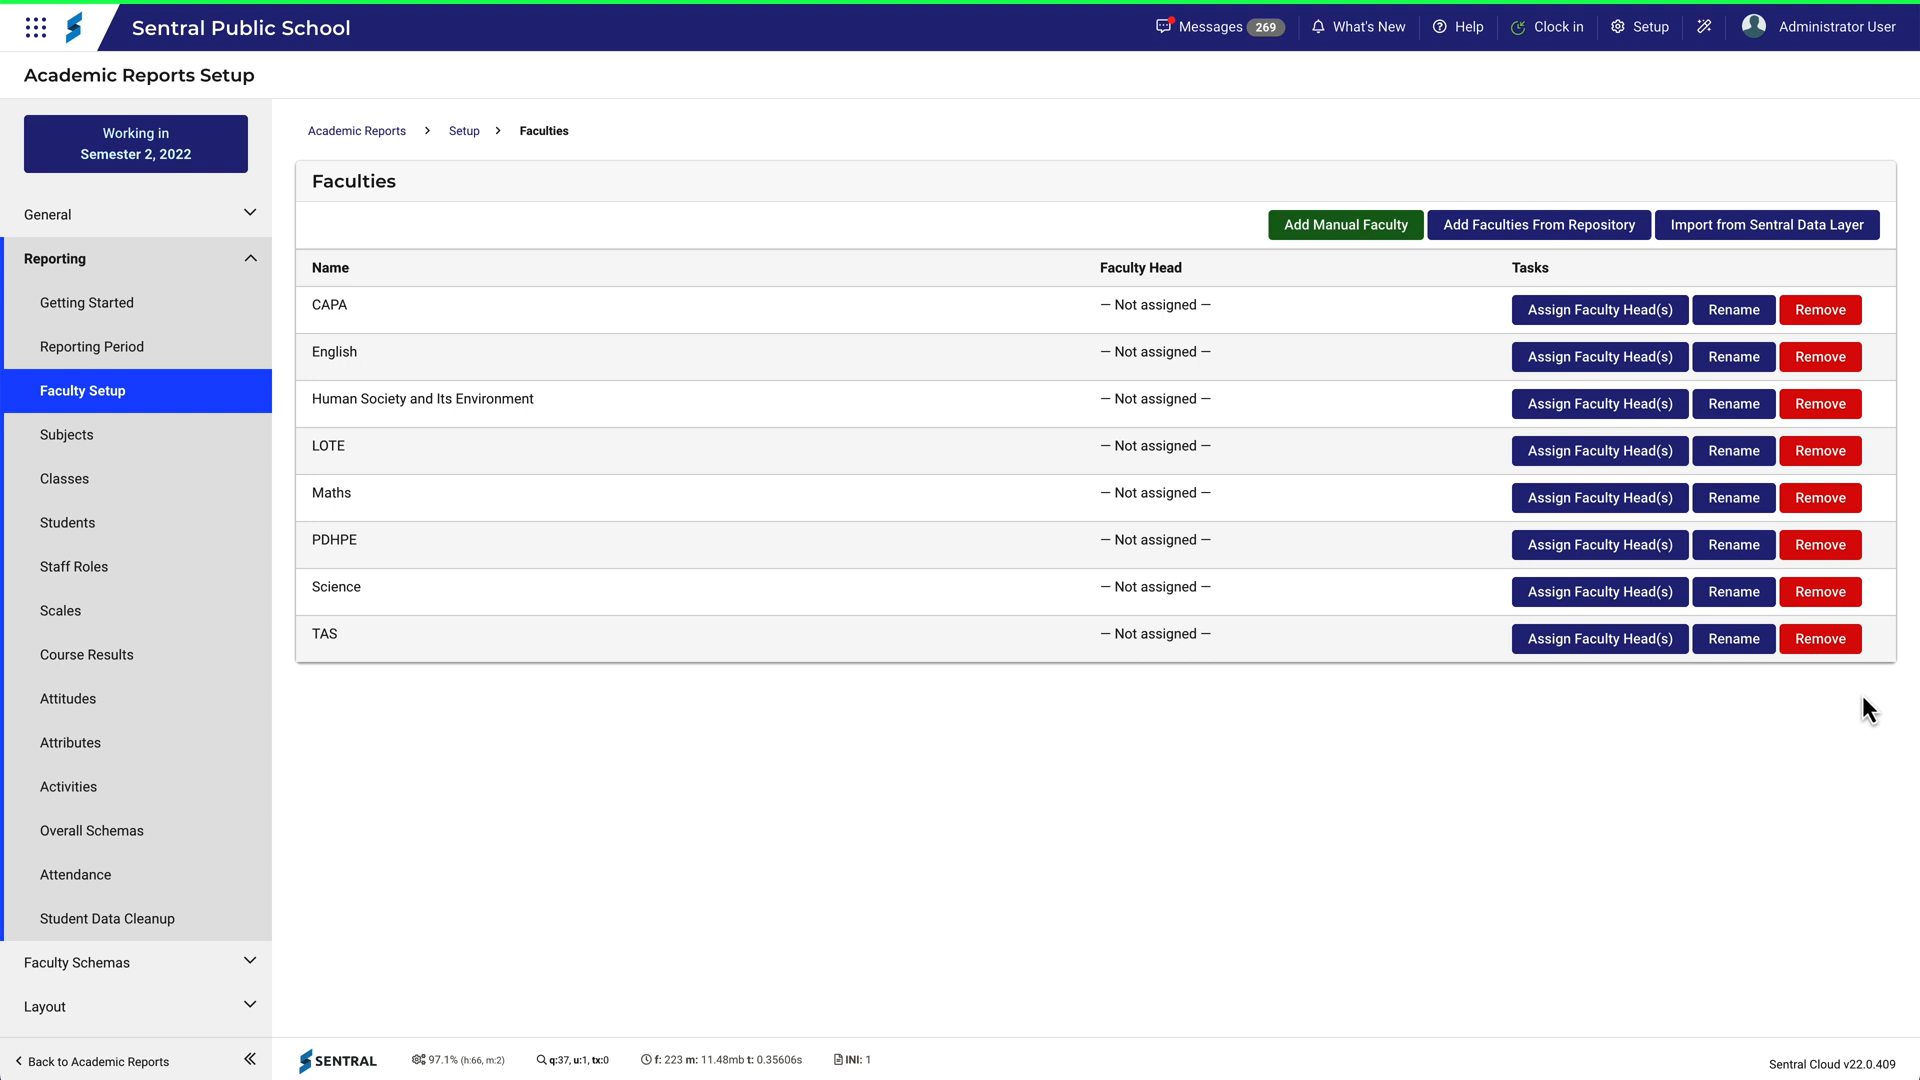 Sentral Public School
Messages 269
What's New
Help
Clock in
Setup
Administrator User
Academic Reports Setup
Working in
Semester 2, 2022
General
Reporting
Getting Started
Reporting Period
Faculty Setup
Subjects
Classes
Students
Staff Roles
Scales
Course Results
Attitudes
Attributes
Activities
Overall Schemas
Attendance
Student Data Cleanup
Faculty Schemas
Layout
Back to Academic Reports
Academic Reports > Setup > Faculties
Faculties
Add Manual Faculty Add Faculties From Repository Import from Sentral Data Layer
Name Faculty Head Tasks
CAPA — Not assigned — Assign Faculty Head(s) Rename Remove
English — Not assigned — Assign Faculty Head(s) Rename Remove
Human Society and Its Environment — Not assigned — Assign Faculty Head(s) Rename Remove
LOTE — Not assigned — Assign Faculty Head(s) Rename Remove
Maths — Not assigned — Assign Faculty Head(s) Rename Remove
PDHPE — Not assigned — Assign Faculty Head(s) Rename Remove
Science — Not assigned — Assign Faculty Head(s) Rename Remove
TAS — Not assigned — Assign Faculty Head(s) Rename Remove
SENTRAL 97.1% (h:66, m:2) q:37, u:1, tx:0 f: 223 m: 11.48mb t: 0.35606s INI: 1
Sentral Cloud v22.0.409